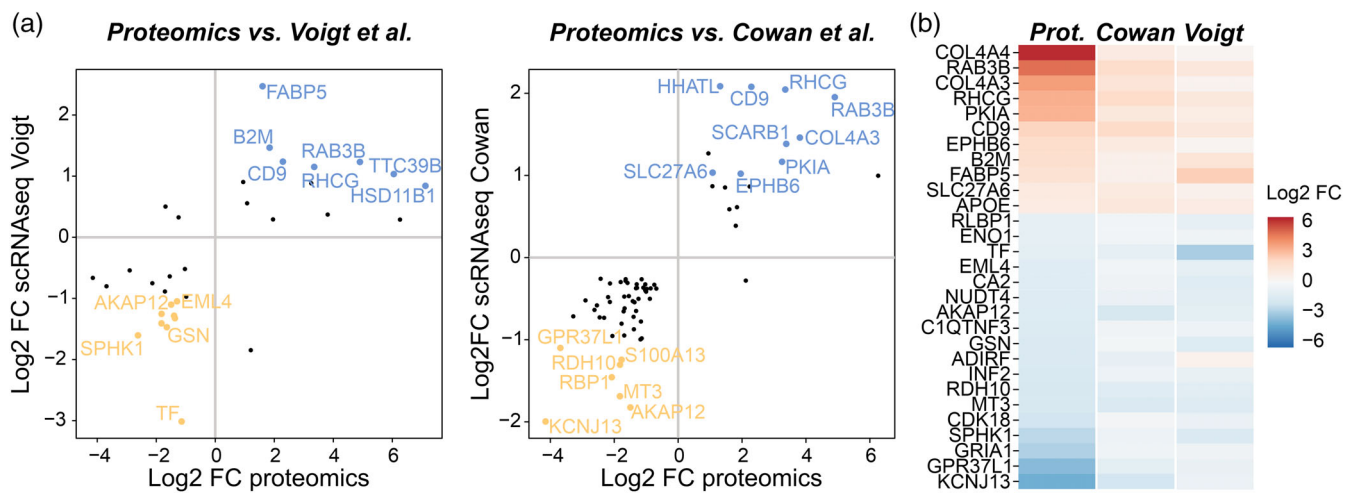 (a)
Proteomics vs. Voigt et al.
Log2 FC scRNAseq Voigt
2
1
0
−1
−2
−3
FABP5
B2M
CD9
RAB3B
RHCG
TTC39B
HSD11B1
AKAP12
EML4
GSN
SPHK1
TF
−4
−2
0
2
4
6
Log2 FC proteomics
Proteomics vs. Cowan et al.
Log2FC scRNAseq Cowan
2
1
0
−1
−2
HHATL
CD9
RHCG
RAB3B
SCARB1
COL4A3
SLC27A6
PKIA
EPHB6
GPR37L1
S100A13
RDH10
RBP1
MT3
AKAP12
KCNJ13
−4
−2
0
2
4
6
Log2 FC proteomics
(b)
Prot. Cowan Voigt
COL4A4
RAB3B
COL4A3
RHCG
PKIA
CD9
EPHB6
B2M
FABP5
SLC27A6
APOE
RLBP1
ENO1
TF
EML4
CA2
NUDT4
AKAP12
C1QTNF3
GSN
ADIRF
INF2
RDH10
MT3
CDK18
SPHK1
GRIA1
GPR37L1
KCNJ13
Log2 FC
6
3
0
−3
−6